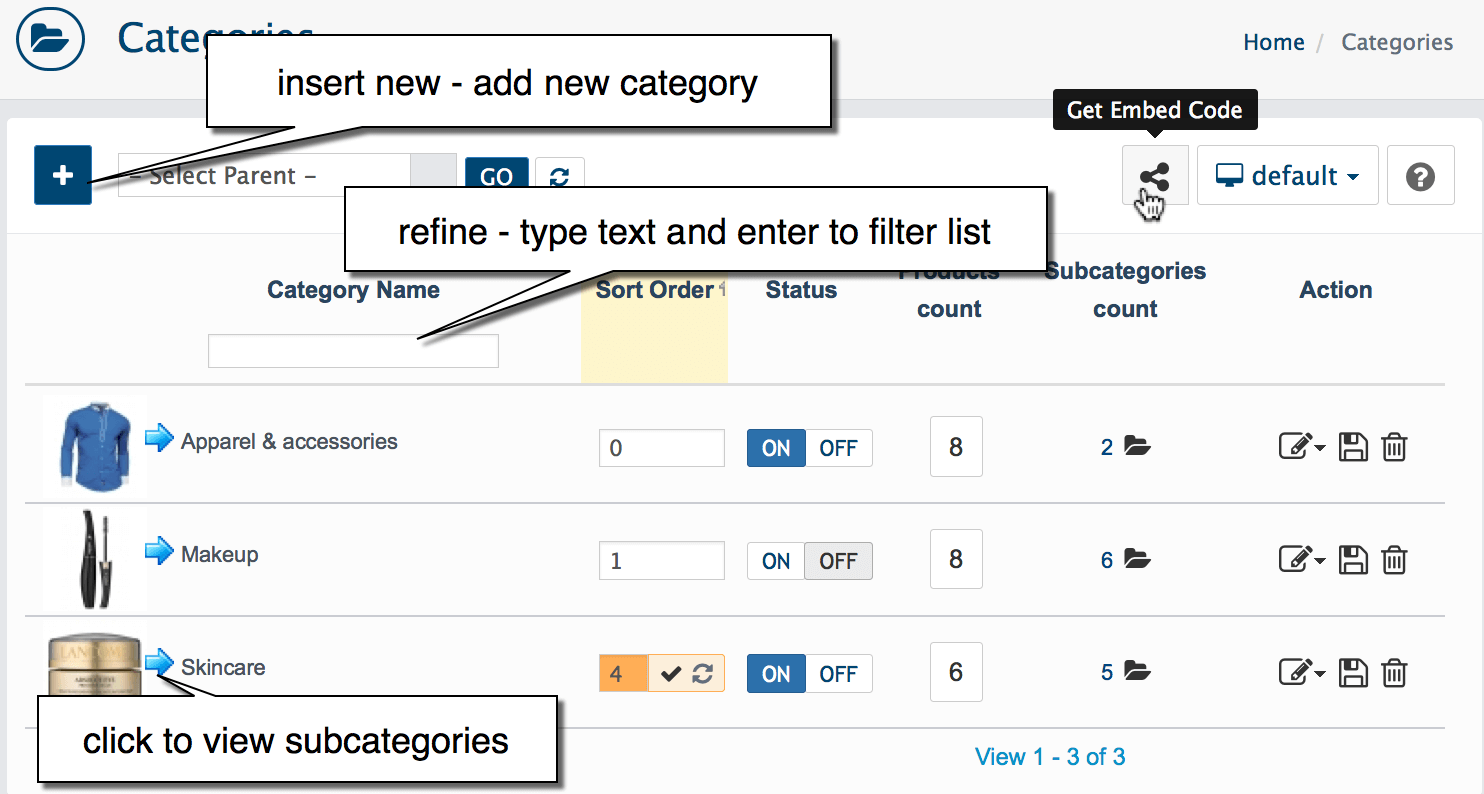 Categories
Home / Categories
insert new - add new category
Get Embed Code
+ – Select Parent – GO default ?
refine - type text and enter to filter list
Category Name Sort Order Status Products count Subcategories count Action
Apparel & accessories 0 ON OFF 8 2
Makeup 1 ON OFF 8 6
LANCOME
Skincare 4 ON OFF 6 5
click to view subcategories
View 1 - 3 of 3